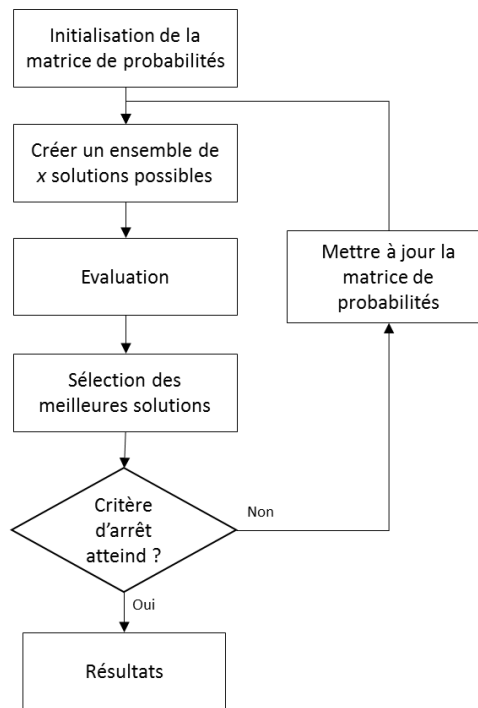 Initialisation de la
matrice de probabilités
Créer un ensemble de
x solutions possibles
Evaluation
Mettre à jour la
matrice de
probabilités
Sélection des
meilleures solutions
Critère
d'arrêt
atteind ?
Non
Oui
Résultats